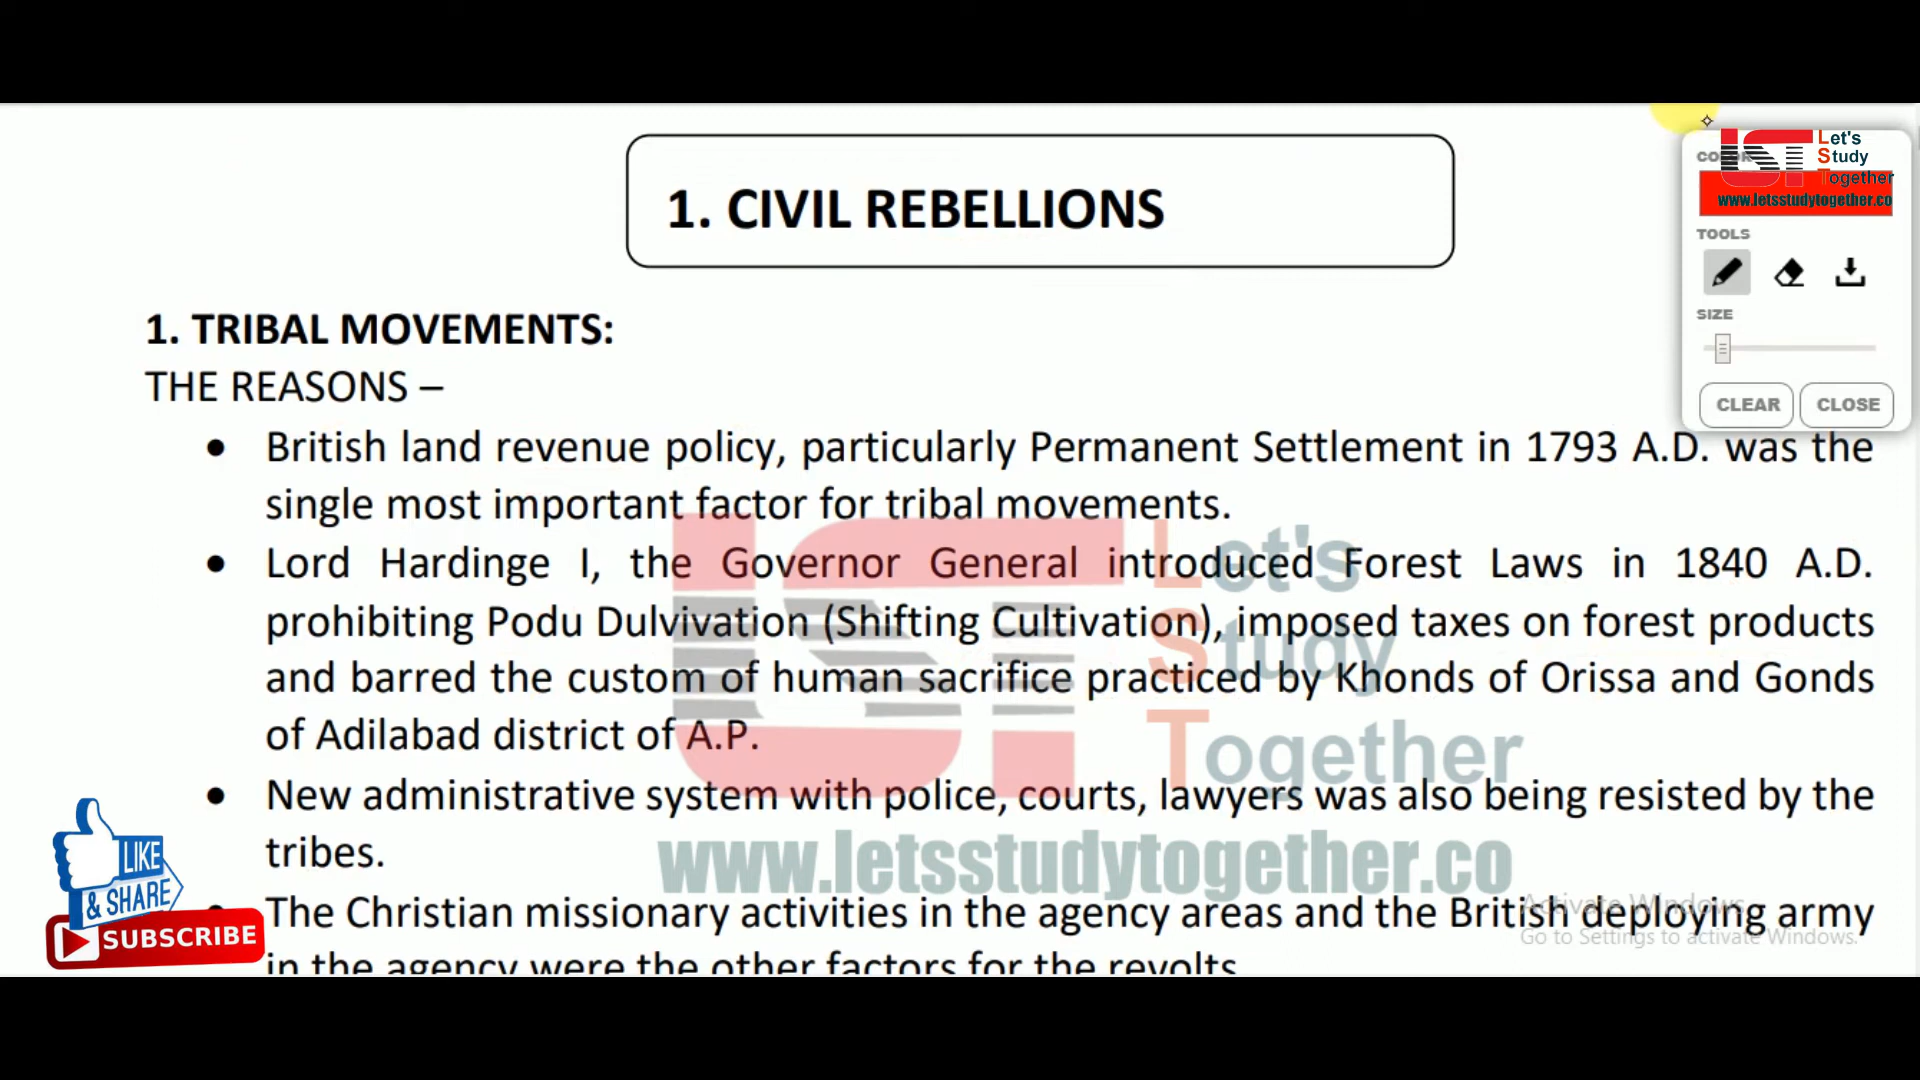 1. CIVIL REBELLIONS
Let's
Study
Together
www.letsstudytogether.co
COLOR
TOOLS
SIZE
CLEAR CLOSE
1. TRIBAL MOVEMENTS:
THE REASONS –
• British land revenue policy, particularly Permanent Settlement in 1793 A.D. was the
single most important factor for tribal movements.
• Lord Hardinge I, the Governor General introduced Forest Laws in 1840 A.D.
prohibiting Podu Dulvivation (Shifting Cultivation), imposed taxes on forest products
and barred the custom of human sacrifice practiced by Khonds of Orissa and Gonds
of Adilabad district of A.P.
• New administrative system with police, courts, lawyers was also being resisted by the
tribes.
• The Christian missionary activities in the agency areas and the British deploying army
in the agency were the other factors for the revolts
LST
Let's
Study
Together
www.letsstudytogether.co
LIKE
& SHARE
SUBSCRIBE
Activate Windows
Go to Settings to activate Windows.